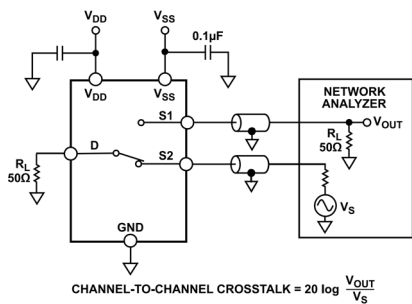 VDD
VSS
0.1µF
VDD
VSS
NETWORK
ANALYZER
S1
VOUT
RL
50Ω
D
S2
RL
50Ω
VS
GND
CHANNEL-TO-CHANNEL CROSSTALK = 20 log VOUT/VS